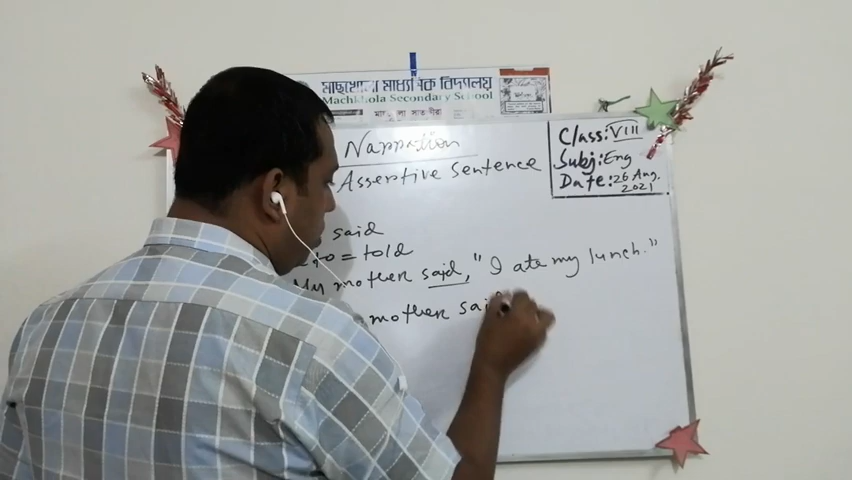 মাছখোলা মাধ্যমিক বিদ্যালয়
Machkhola Secondary School
Narration
Assertive Sentence
Class: VIII
Subj: Eng
Date: 26 Aug.
2021
said
to = told
My mother said, "I ate my lunch."
mother said